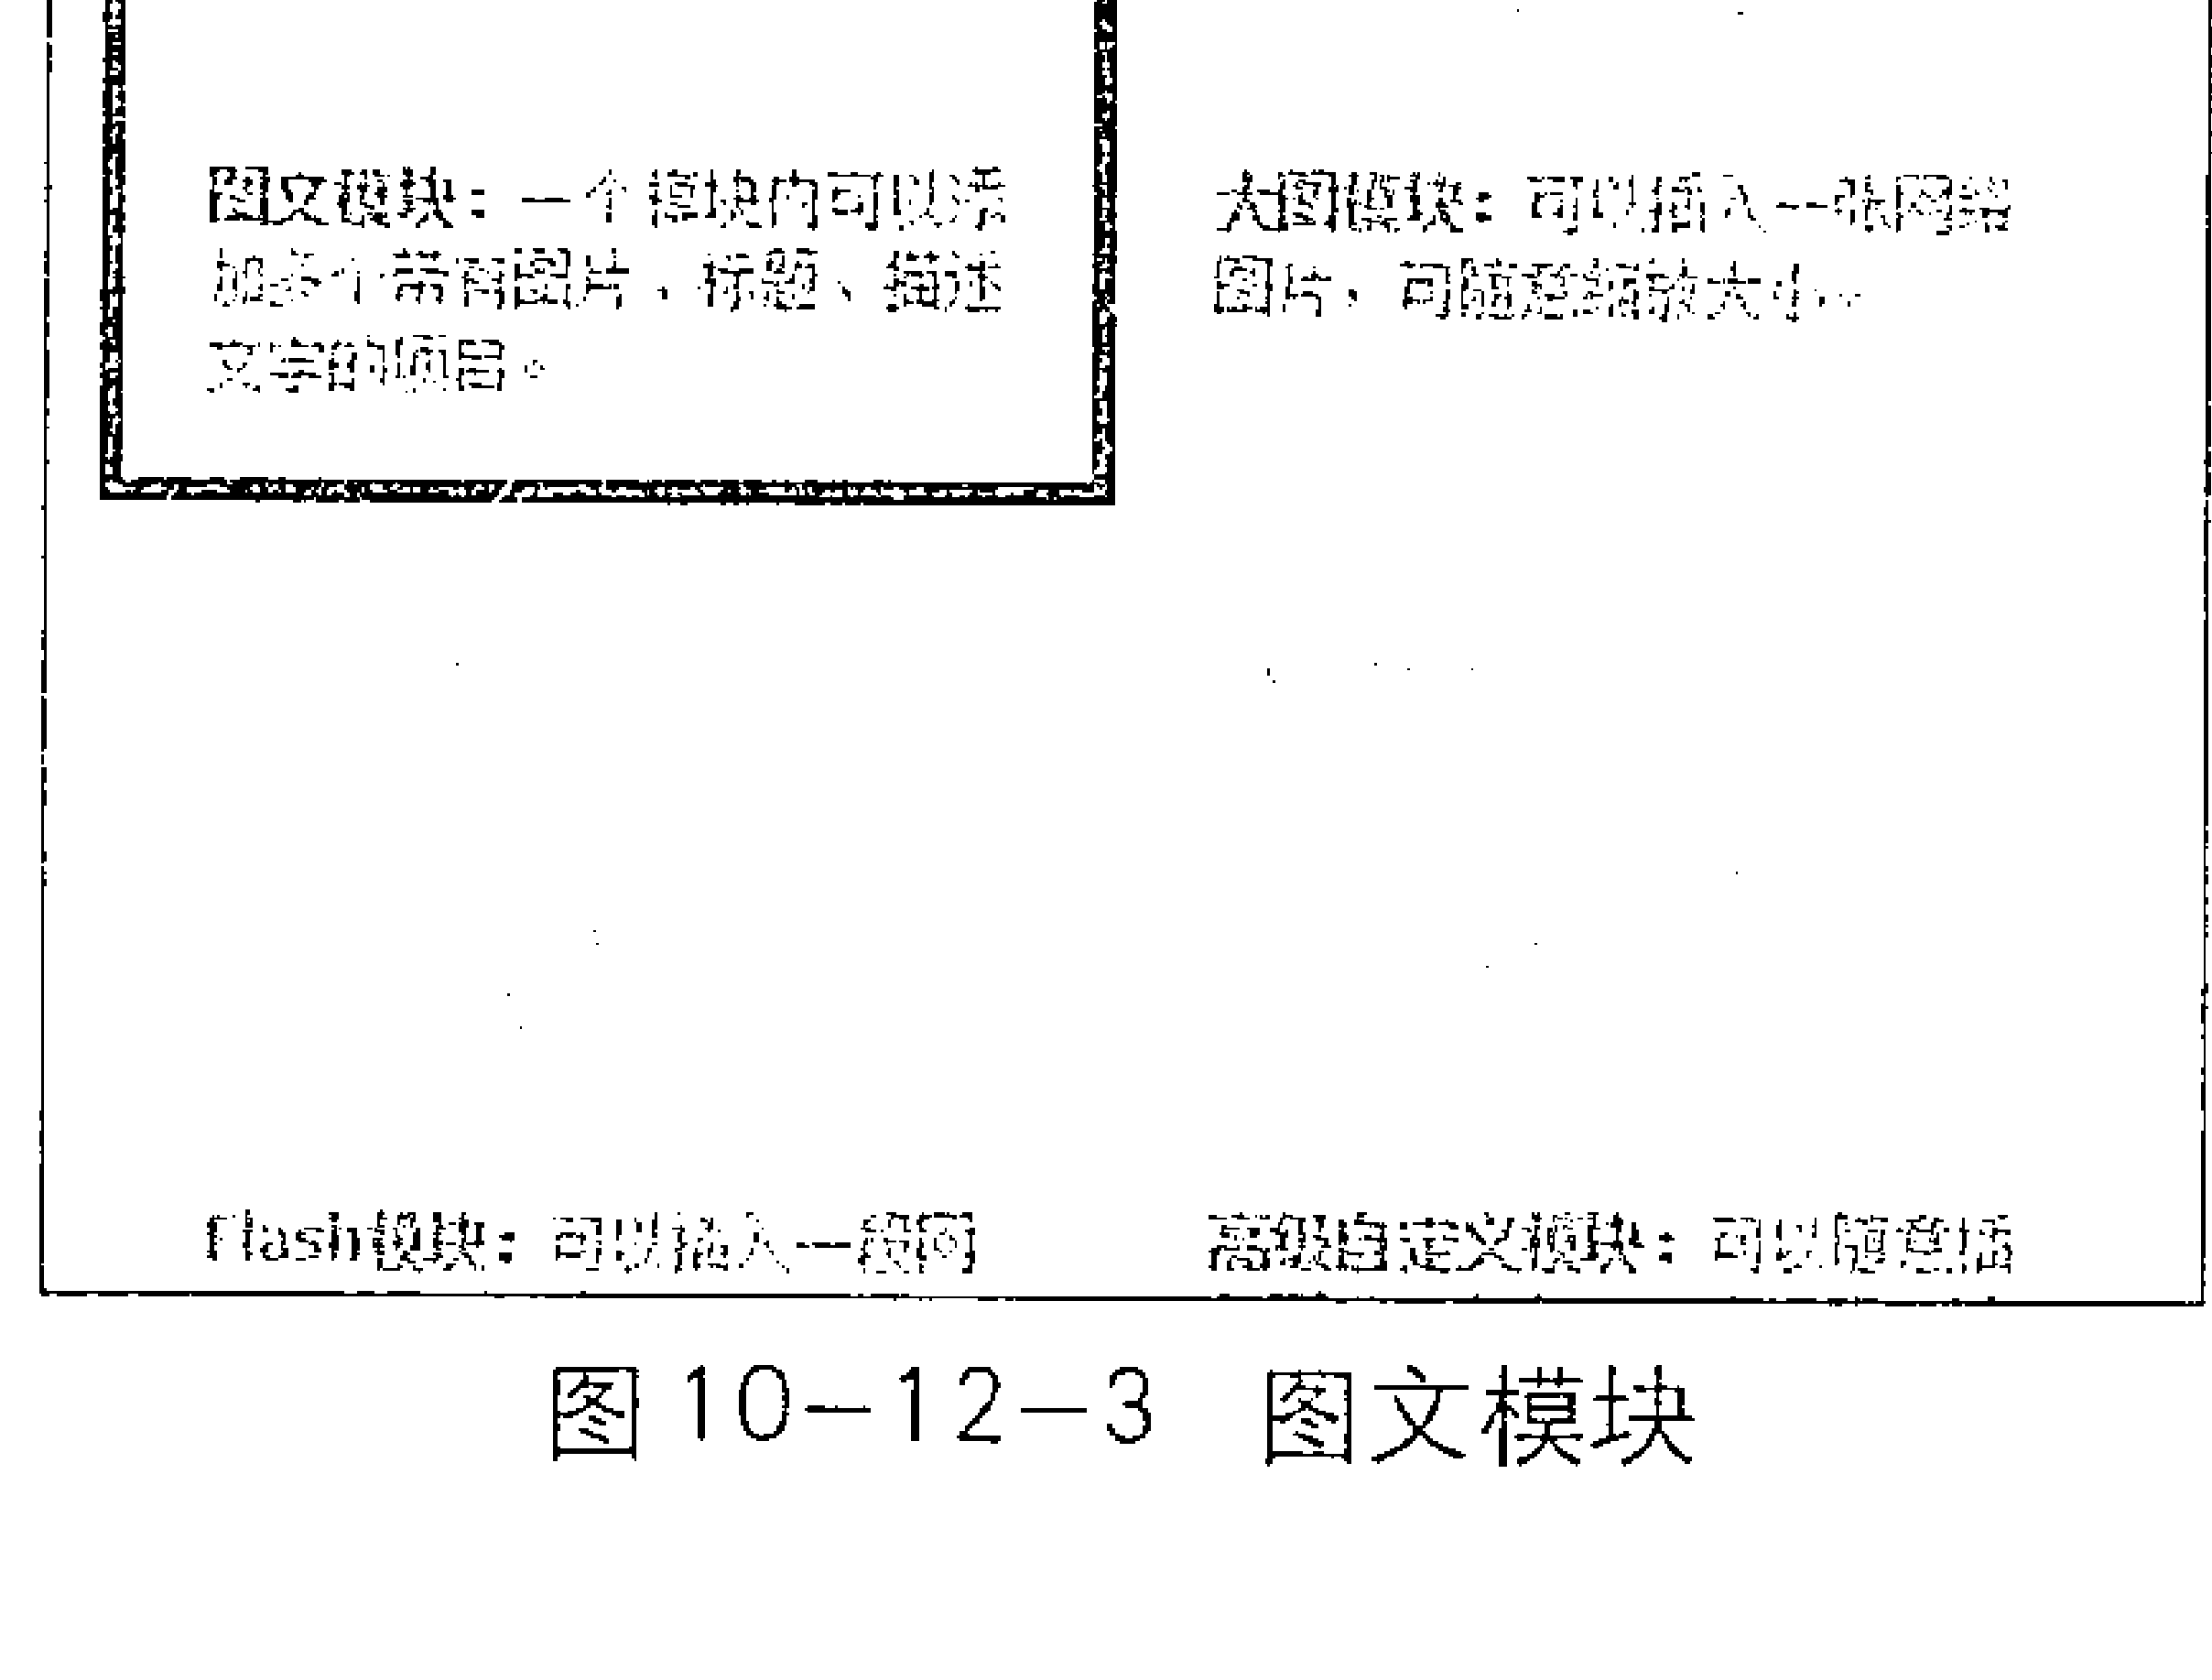 图文模块：一个模块内可以添
加多个带有图片、标题、描述
文字的项目。
大图模块：可以插入一张网络
图片，可随意缩放大小。
Flash模块：可以插入一段网
高级自定义模块：可以随意
图 10-12-3 图文模块